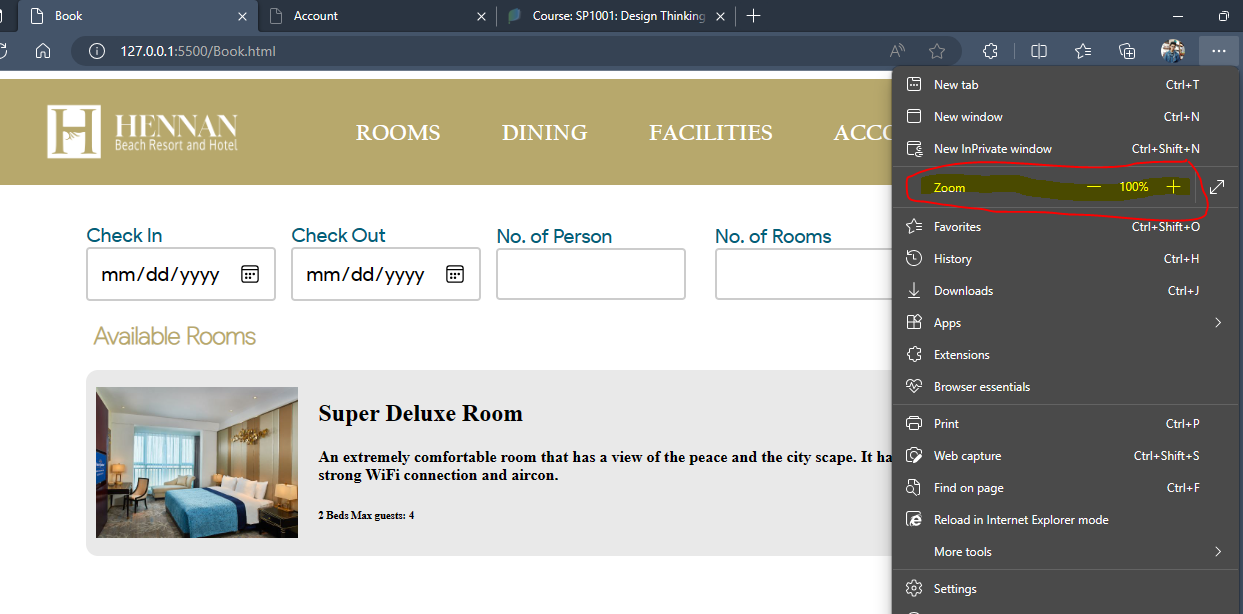 Book
Account
Course: SP1001: Design Thinking
127.0.0.1:5500/Book.html
HENNAN
Beach Resort and Hotel
ROOMS DINING FACILITIES ACCO
Check In Check Out No. of Person No. of Rooms
mm/dd/yyyy mm/dd/yyyy
Available Rooms
Super Deluxe Room
An extremely comfortable room that has a view of the peace and the city scape. It ha
strong WiFi connection and aircon.
2 Beds Max guests: 4
New tab Ctrl+T
New window Ctrl+N
New InPrivate window Ctrl+Shift+N
Zoom — 100% +
Favorites Ctrl+Shift+O
History Ctrl+H
Downloads Ctrl+J
Apps
Extensions
Browser essentials
Print Ctrl+P
Web capture Ctrl+Shift+S
Find on page Ctrl+F
Reload in Internet Explorer mode
More tools
Settings